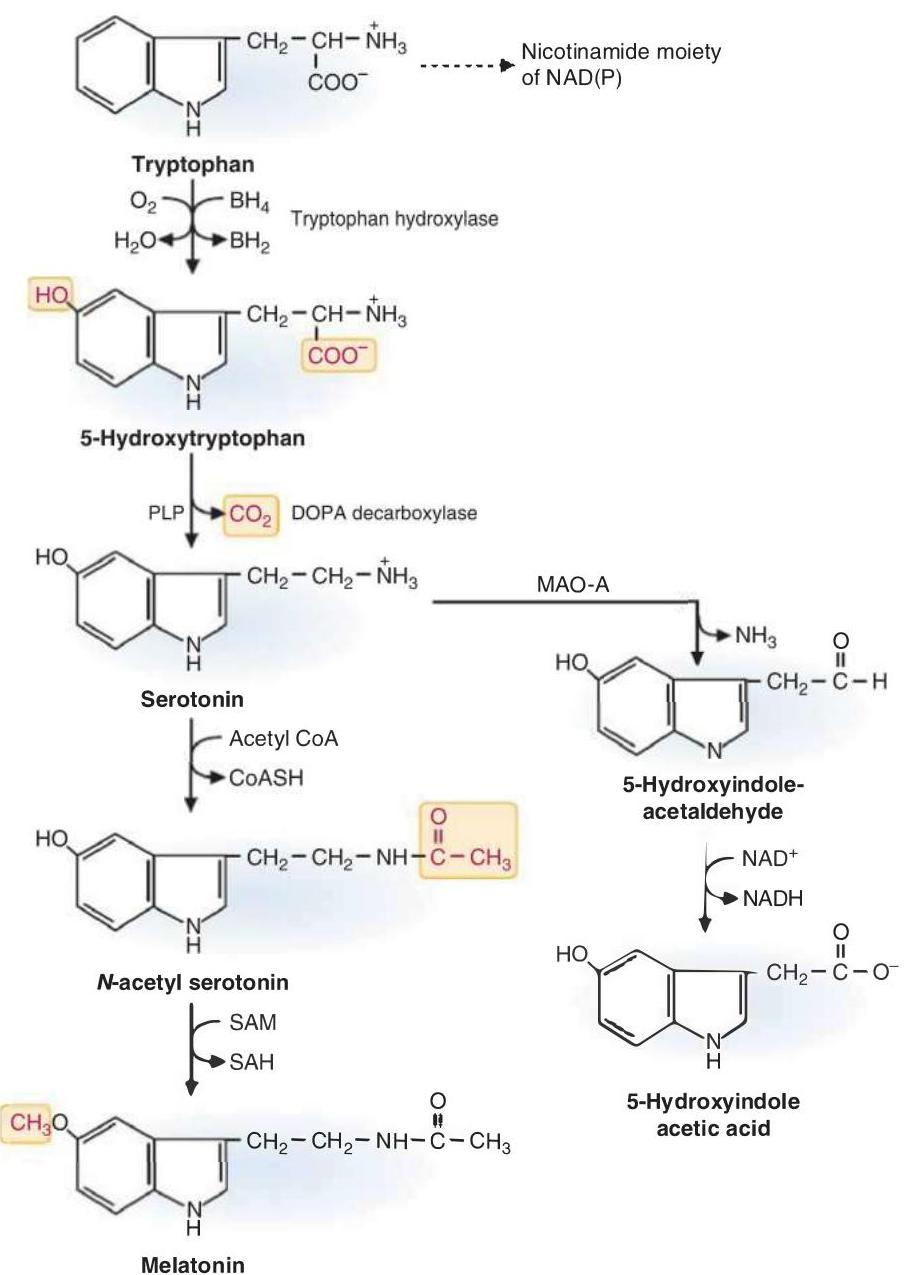 CH₂–CH–N⁺H₃
COO⁻
N
H
Nicotinamide moiety
of NAD(P)
Tryptophan
O₂ BH₄
Tryptophan hydroxylase
H₂O BH₂
HO
CH₂–CH–N⁺H₃
COO⁻
N
H
5-Hydroxytryptophan
PLP CO₂ DOPA decarboxylase
HO
CH₂–CH₂–N⁺H₃
N
H
Serotonin
MAO-A
NH₃
O
HO
CH₂–C–H
N
5-Hydroxyindole-
acetaldehyde
Acetyl CoA
CoASH
O
HO
CH₂–CH₂–NH–C–CH₃
N
H
N-acetyl serotonin
NAD⁺
NADH
O
HO
CH₂–C–O⁻
N
H
5-Hydroxyindole
acetic acid
SAM
SAH
O
CH₃O
CH₂–CH₂–NH–C–CH₃
N
H
Melatonin